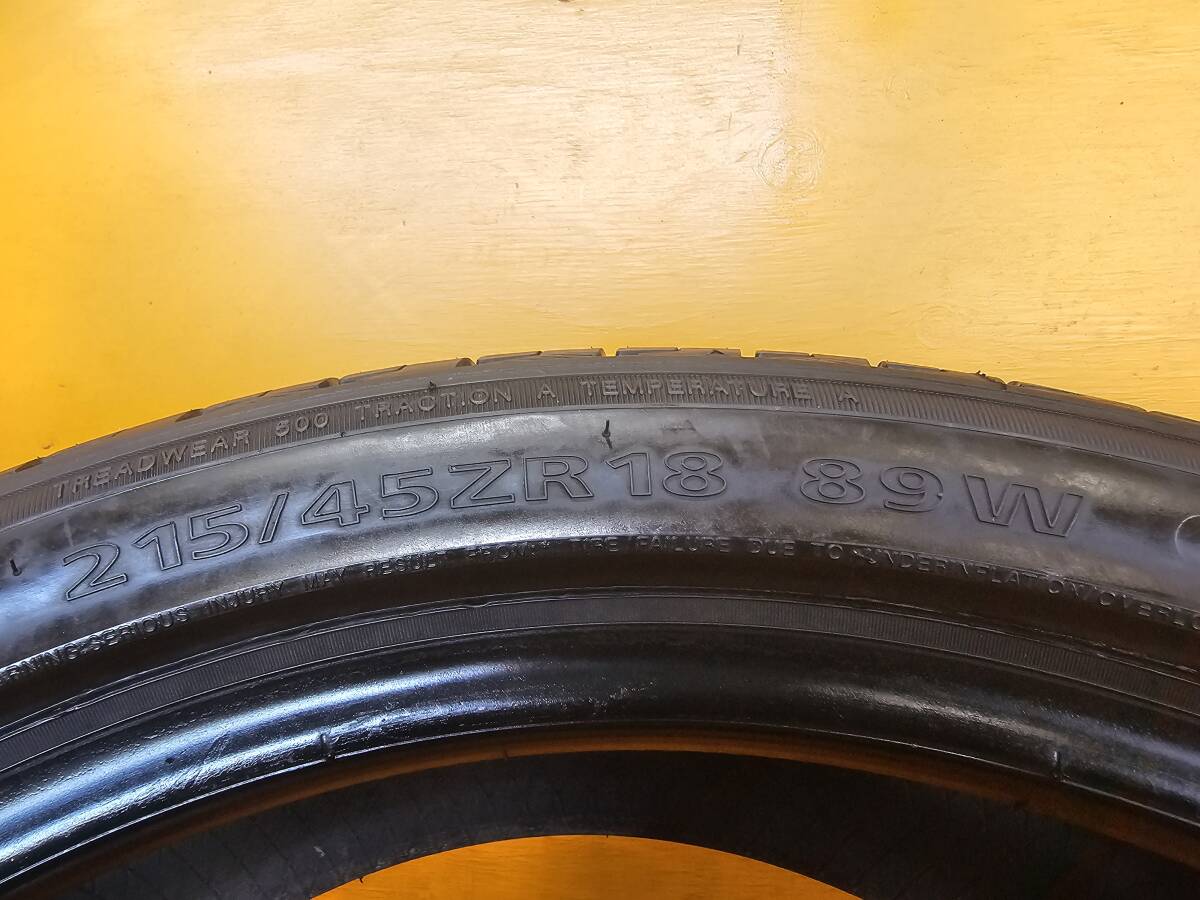 TREADWEAR 500 TRACTION A TEMPERATURE A
215/45ZR18 89W
SERIOUS INJURY MAY RESULT FROM:* TIRE FAILURE DUE TO UNDERINFLATION/OVERLO